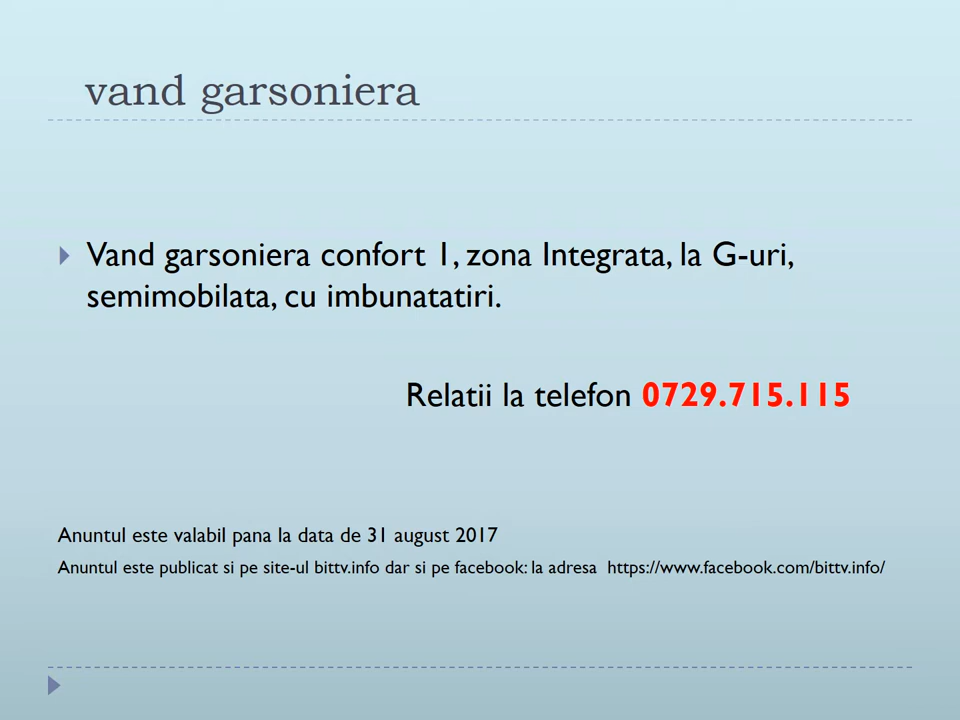 vand garsoniera
Vand garsoniera confort 1, zona Integrata, la G-uri,
semimobilata, cu imbunatatiri.
Relatii la telefon 0729.715.115
Anuntul este valabil pana la data de 31 august 2017
Anuntul este publicat si pe site-ul bittv.info dar si pe facebook: la adresa https://www.facebook.com/bittv.info/